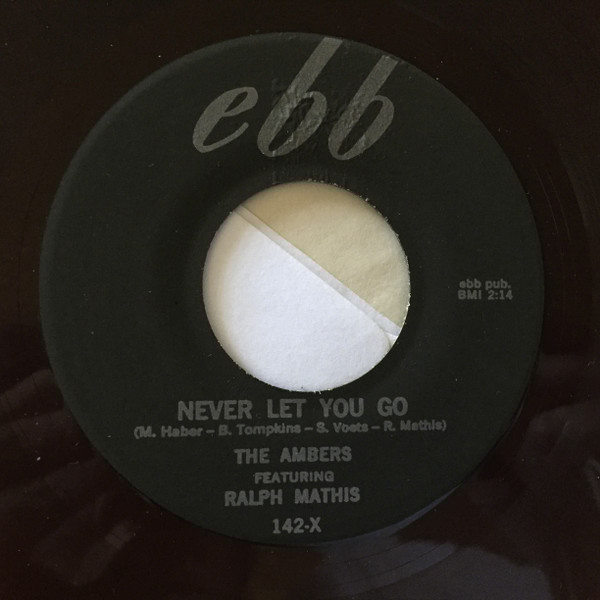 ebb
ebb pub.
BMI 2:14
NEVER LET YOU GO
(M. Haber - B. Tompkins - S. Voets - R. Mathis)
THE AMBERS
FEATURING
RALPH MATHIS
142-X